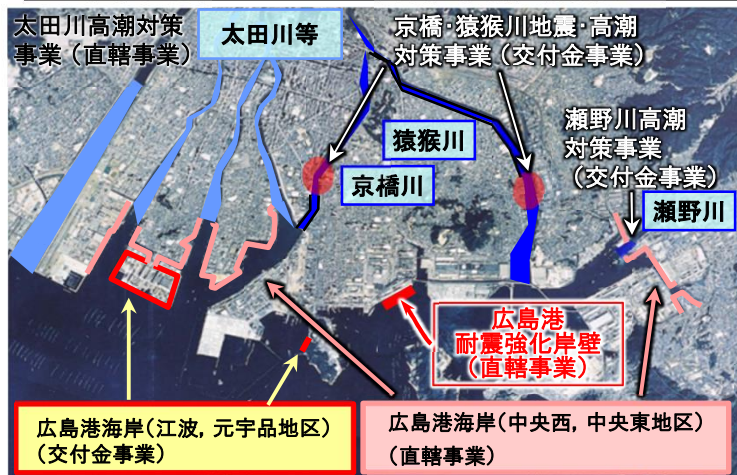 太田川高潮対策
事業（直轄事業）
太田川等
京橋・猿猴川地震・高潮
対策事業（交付金事業）
瀬野川高潮
対策事業
（交付金事業）
猿猴川
京橋川
瀬野川
広島港
耐震強化岸壁
（直轄事業）
広島港海岸（江波，元宇品地区）
（交付金事業）
広島港海岸（中央西，中央東地区）
（直轄事業）